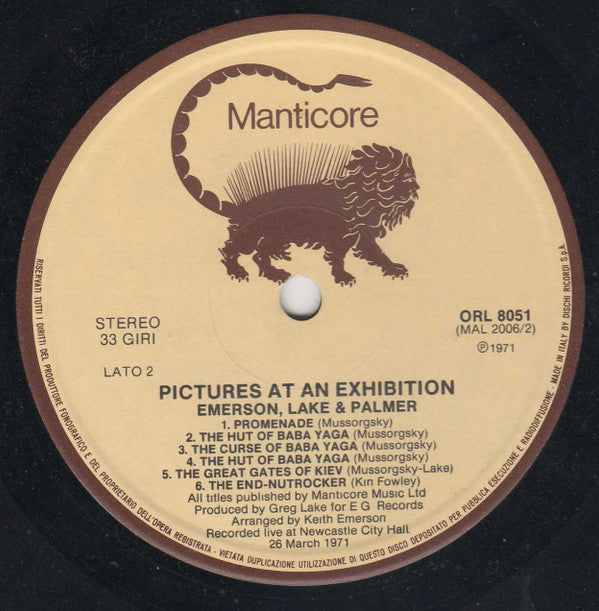 Manticore
STEREO
33 GIRI
LATO 2
ORL 8051
(MAL 2006/2)
Ⓟ1971
PICTURES AT AN EXHIBITION
EMERSON, LAKE & PALMER
1. PROMENADE (Mussorgsky)
2. THE HUT OF BABA YAGA (Mussorgsky)
3. THE CURSE OF BABA YAGA (Mussorgsky)
4. THE HUT OF BABA YAGA (Mussorgsky)
5. THE GREAT GATES OF KIEV (Mussorgsky-Lake)
6. THE END-NUTROCKER (Kin Fowley)
All titles published by Manticore Music Ltd
Produced by Greg Lake for E G Records
Arranged by Keith Emerson
Recorded live at Newcastle City Hall,
26 March 1971
RISERVATI TUTTI I DIRITTI DEL PRODUTTORE FONOGRAFICO E DEL PROPRIETARIO DELL'OPERA REGISTRATA - VIETATA DUPLICAZIONE UTILIZZAZIONE DI QUESTO DISCO DEPOSITATO PER PUBBLICA ESECUZIONE E RADIODIFFUSIONE. - MADE IN ITALY BY DISCHI RICORDI S.p.A.